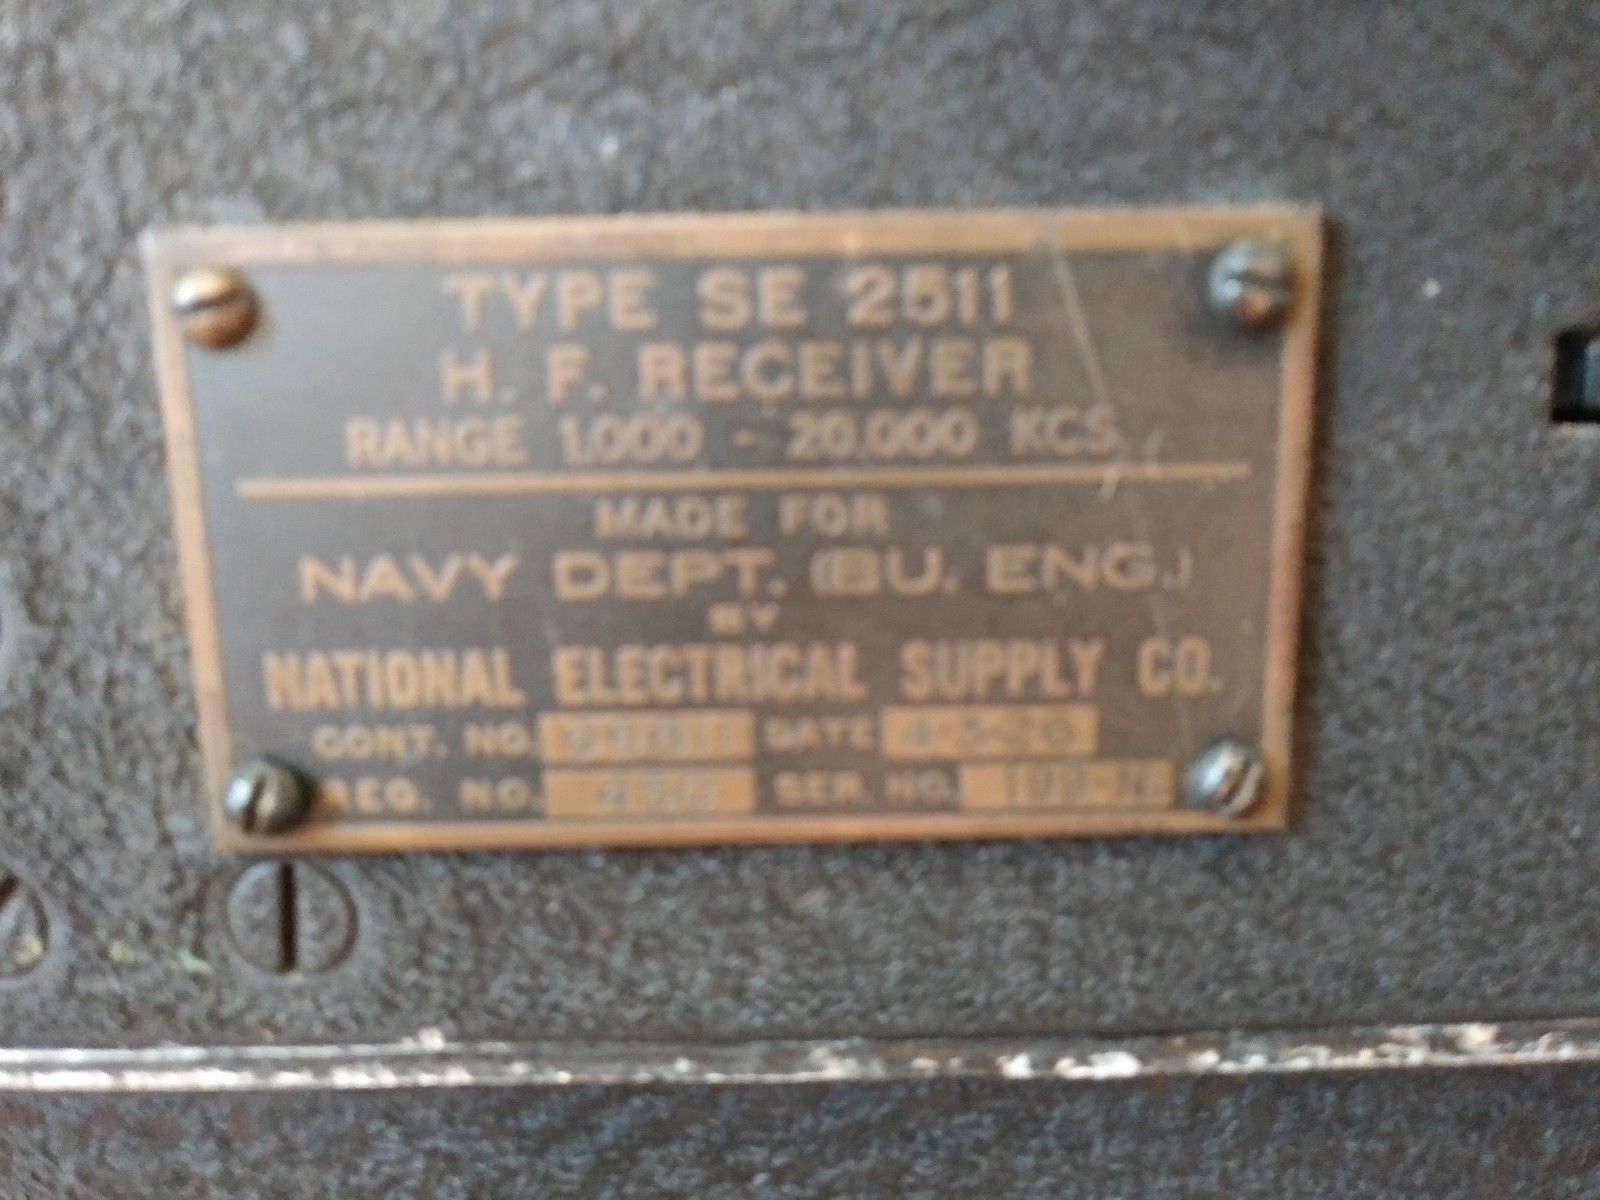 TYPE SE 2511
H. F. RECEIVER
RANGE 1.000 - 20.000 KCS
MADE FOR
NAVY DEPT. (BU. ENG.)
BY
NATIONAL ELECTRICAL SUPPLY CO.
CONT. NO. DATE
REQ. NO. SER. NO.